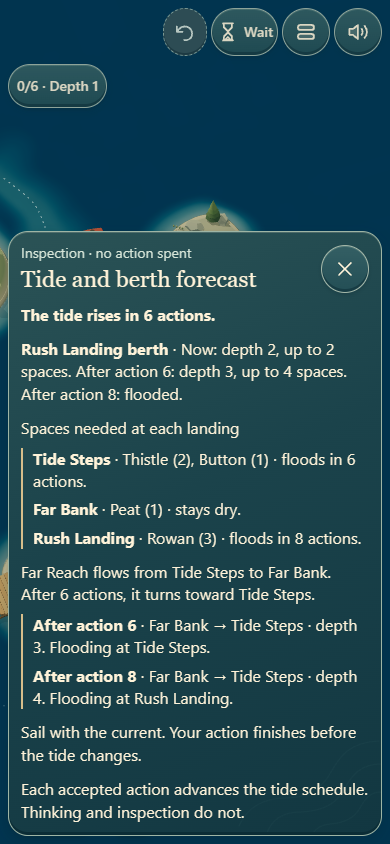 Wait
0/6 · Depth 1
Inspection · no action spent
Tide and berth forecast
The tide rises in 6 actions.
Rush Landing berth · Now: depth 2, up to 2
spaces. After action 6: depth 3, up to 4 spaces.
After action 8: flooded.
Spaces needed at each landing
Tide Steps · Thistle (2), Button (1) · floods in 6
actions.
Far Bank · Peat (1) · stays dry.
Rush Landing · Rowan (3) · floods in 8 actions.
Far Reach flows from Tide Steps to Far Bank.
After 6 actions, it turns toward Tide Steps.
After action 6 · Far Bank → Tide Steps · depth
3. Flooding at Tide Steps.
After action 8 · Far Bank → Tide Steps · depth
4. Flooding at Rush Landing.
Sail with the current. Your action finishes before
the tide changes.
Each accepted action advances the tide schedule.
Thinking and inspection do not.